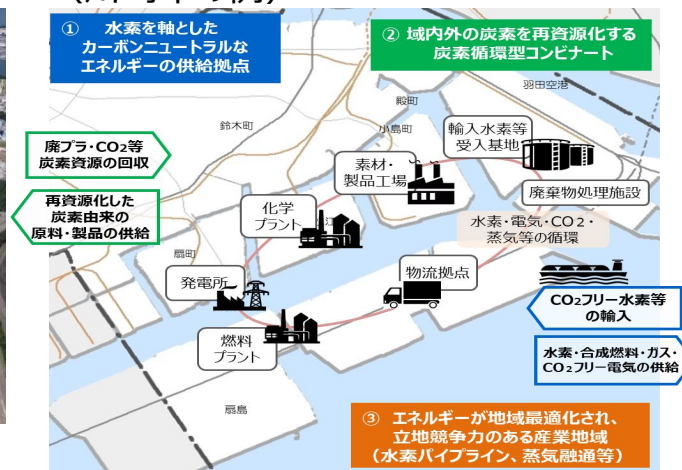 ① 水素を軸とした
カーボンニュートラルな
エネルギーの供給拠点
② 域内外の炭素を再資源化する
炭素循環型コンビナート
羽田空港
殿町
鈴木町
小島町
輸入水素等
受入基地
廃プラ・CO2等
炭素資源の回収
素材・
製品工場
廃棄物処理施設
再資源化した
炭素由来の
原料・製品の供給
化学
プラント
水素・電気・CO2・
蒸気等の循環
扇町
発電所
物流拠点
CO2フリー水素等
の輸入
燃料
プラント
水素・合成燃料・ガス・
CO2フリー電気の供給
扇島
③ エネルギーが地域最適化され、
立地競争力のある産業地域
(水素パイプライン、蒸気融通等)